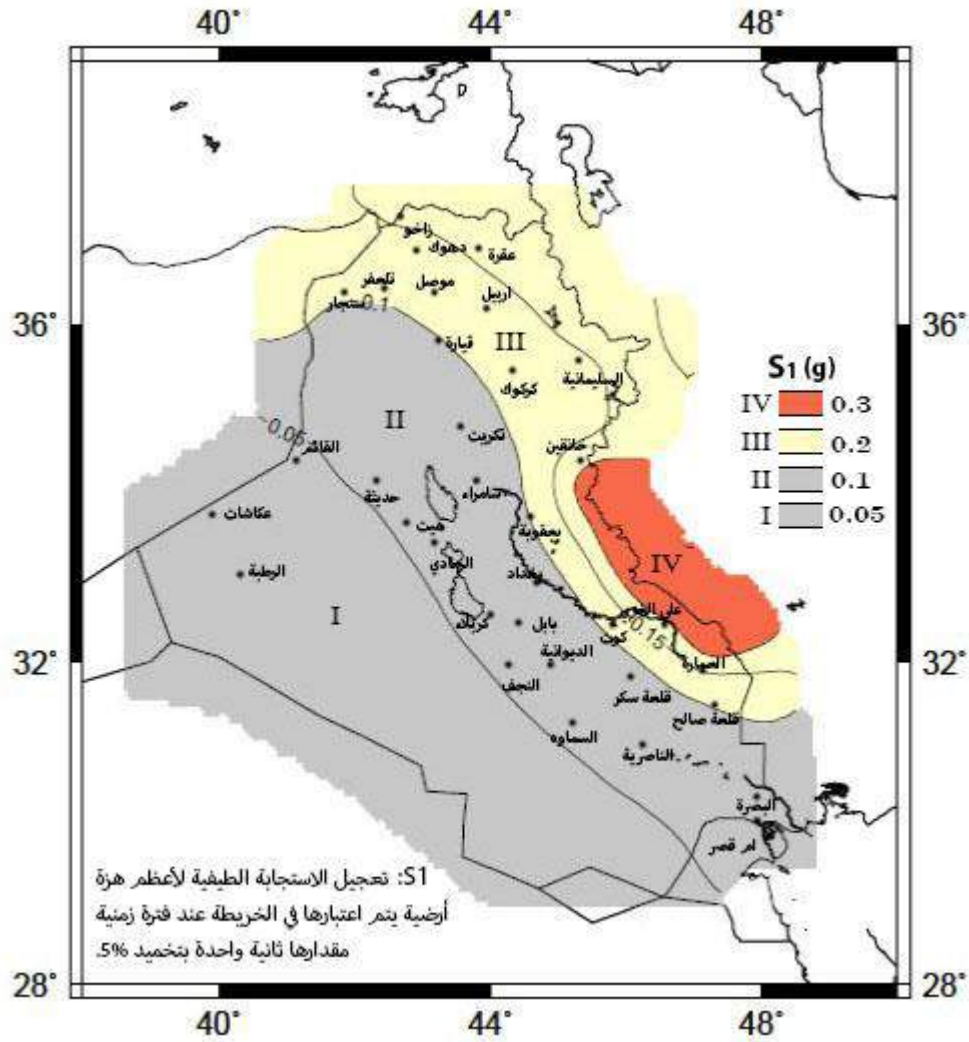 40° 44° 48°
D
زاخو
دهوك
عقرة
تلعفر
موصل
سنجار
0.1
اربيل
36° 36°
قيارة
III
كركوك
السليمانية
S1 (g)
IV 0.3
III 0.2
II 0.1
I 0.05
II
-0.05
تكريت
خانقين
القائم
حديثة
سامراء
عكاشات
هيت
بعقوبة
الرمادي
بغداد
الرطبة
IV
I
علي الغربي
0.15
كربلاء
بابل
كوت
الديوانية
العمارة
32° 32°
النجف
قلعة سكر
قلعة صالح
السماوه
الناصرية
البصرة
ام قصر
S1: تعجيل الاستجابة الطيفية لأعظم هزة
أرضية يتم اعتبارها في الخريطة عند فترة زمنية
مقدارها ثانية واحدة بتخميد 5%.
28° 28°
40° 44° 48°